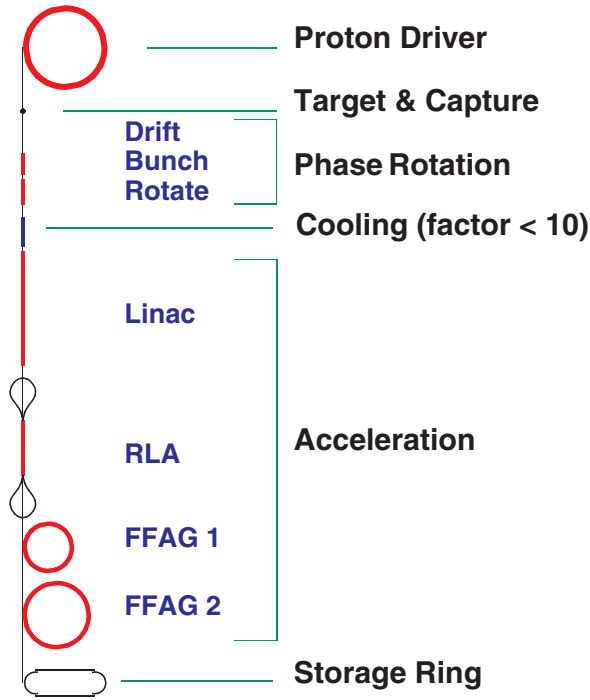 Proton Driver
Target & Capture
Drift
Bunch
Rotate
Phase Rotation
Cooling (factor < 10)
Linac
RLA
Acceleration
FFAG 1
FFAG 2
Storage Ring